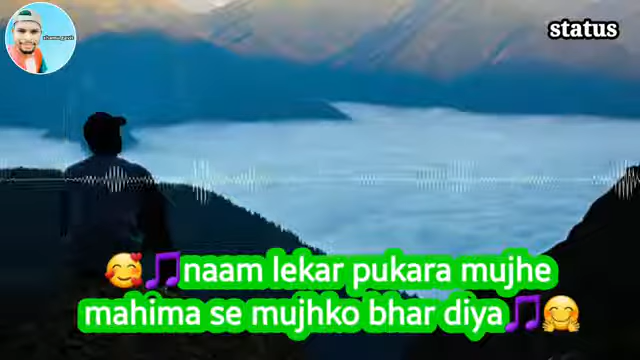 status
🥰🎵naam lekar pukara mujhe
mahima se mujhko bhar diya🎵🤗